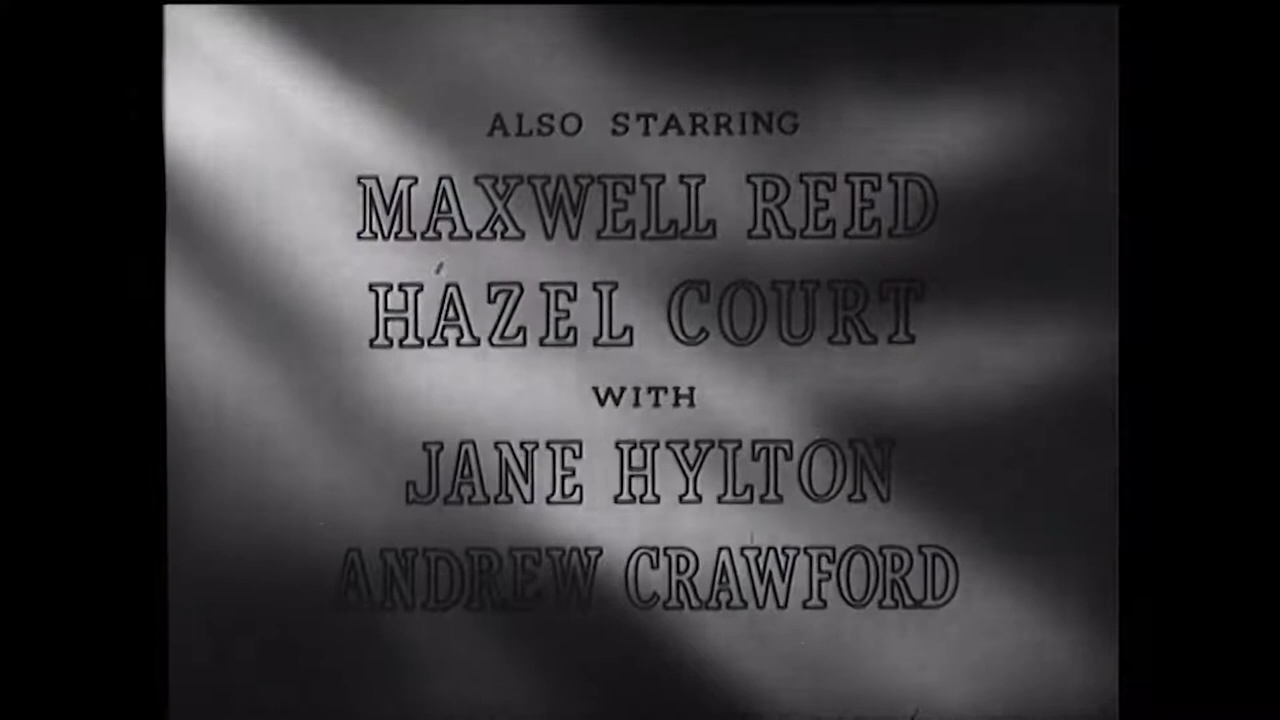 ALSO STARRING
MAXWELL REED
HAZEL COURT
WITH
JANE HYLTON
ANDREW CRAWFORD